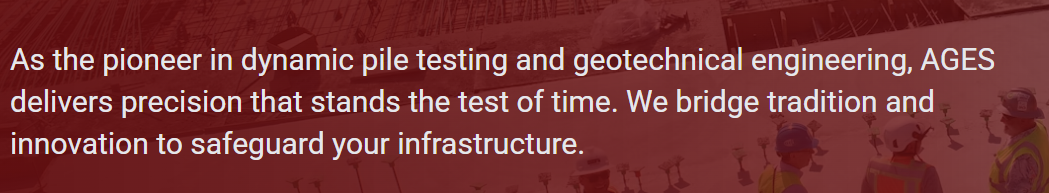 As the pioneer in dynamic pile testing and geotechnical engineering, AGES
delivers precision that stands the test of time. We bridge tradition and
innovation to safeguard your infrastructure.